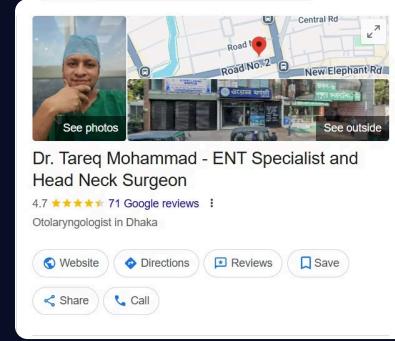 Central Rd
Road No. 2
New Elephant Rd
See photos
See outside
Dr. Tareq Mohammad - ENT Specialist and
Head Neck Surgeon
4.7 71 Google reviews
Otolaryngologist in Dhaka
Website
Directions
Reviews
Save
Share
Call